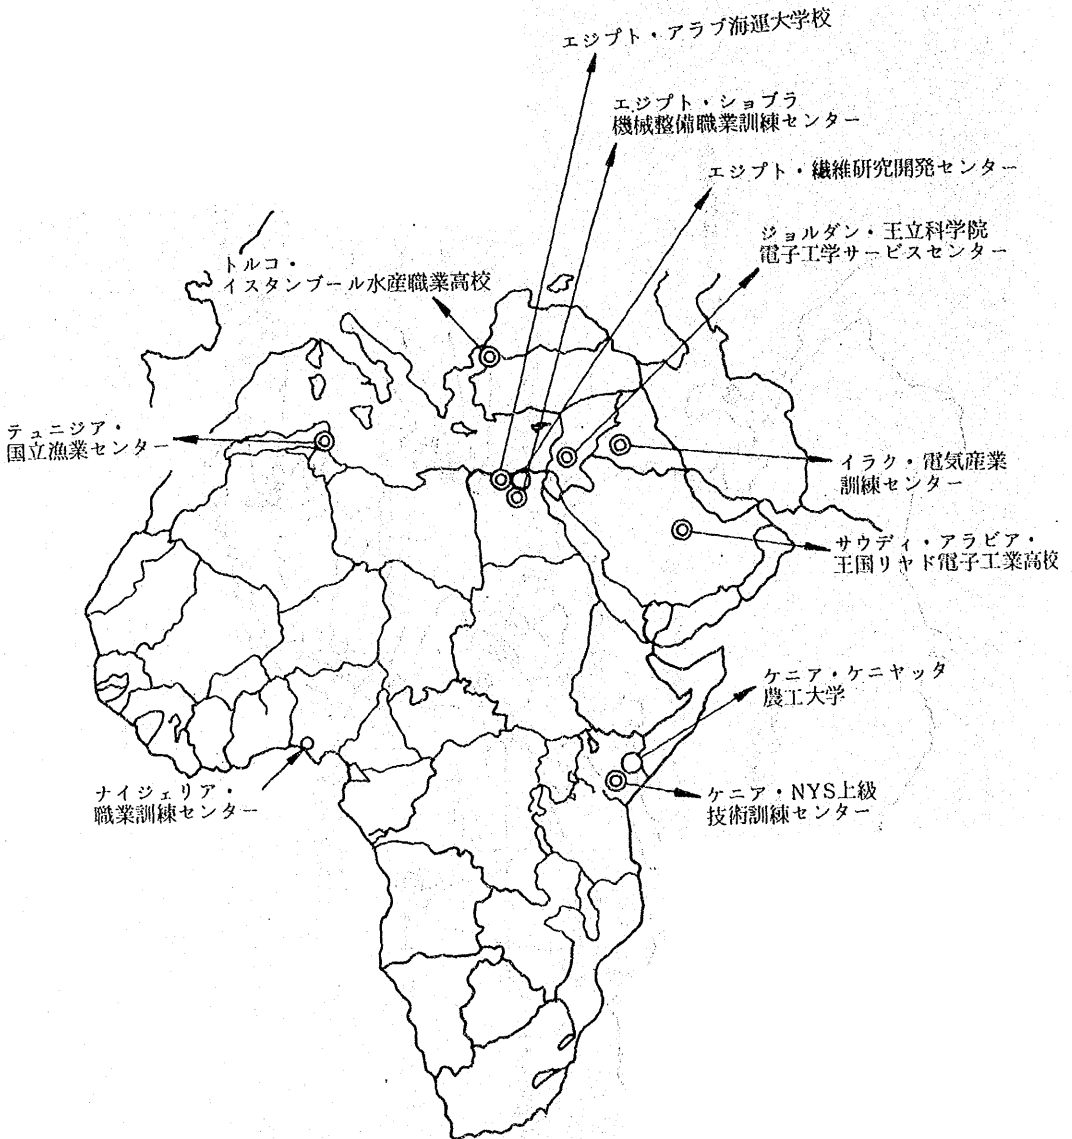 エジプト・アラブ海運大学校
エジプト・ショブラ
機械整備職業訓練センター
エジプト・繊維研究開発センター
ジョルダン・王立科学院
電子工学サービスセンター
トルコ・
イスタンブール水産職業高校
テュニジア・
国立漁業センター
イラク・電気産業
訓練センター
サウディ・アラビア・
王国リヤド電子工業高校
ケニア・ケニヤッタ
農工大学
ナイジェリア・
職業訓練センター
ケニア・NYS上級
技術訓練センター